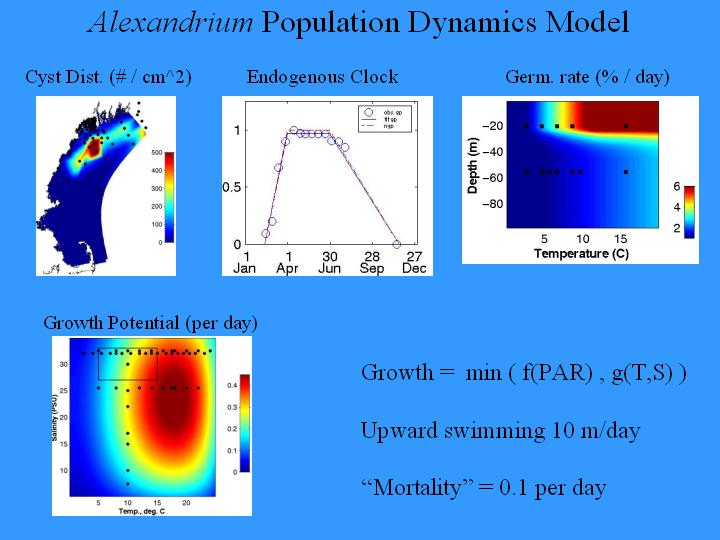 Alexandrium Population Dynamics Model
Cyst Dist. (# / cm^2)
Endogenous Clock
Germ. rate (% / day)
500
400
300
200
100
0
obs. gp
fit gp
ngp
1
0.5
0
1 1 30 28 27
Jan Apr Jun Sep Dec
−20
−40
−60
−80
Depth (m)
5 10 15
Temperature (C)
6
4
2
Growth Potential (per day)
30
25
20
15
10
Salinity (PSU)
5 10 15 20
Temp., deg. C
0.4
0.3
0.2
0.1
0
Growth = min ( f(PAR) , g(T,S) )
Upward swimming 10 m/day
“Mortality” = 0.1 per day